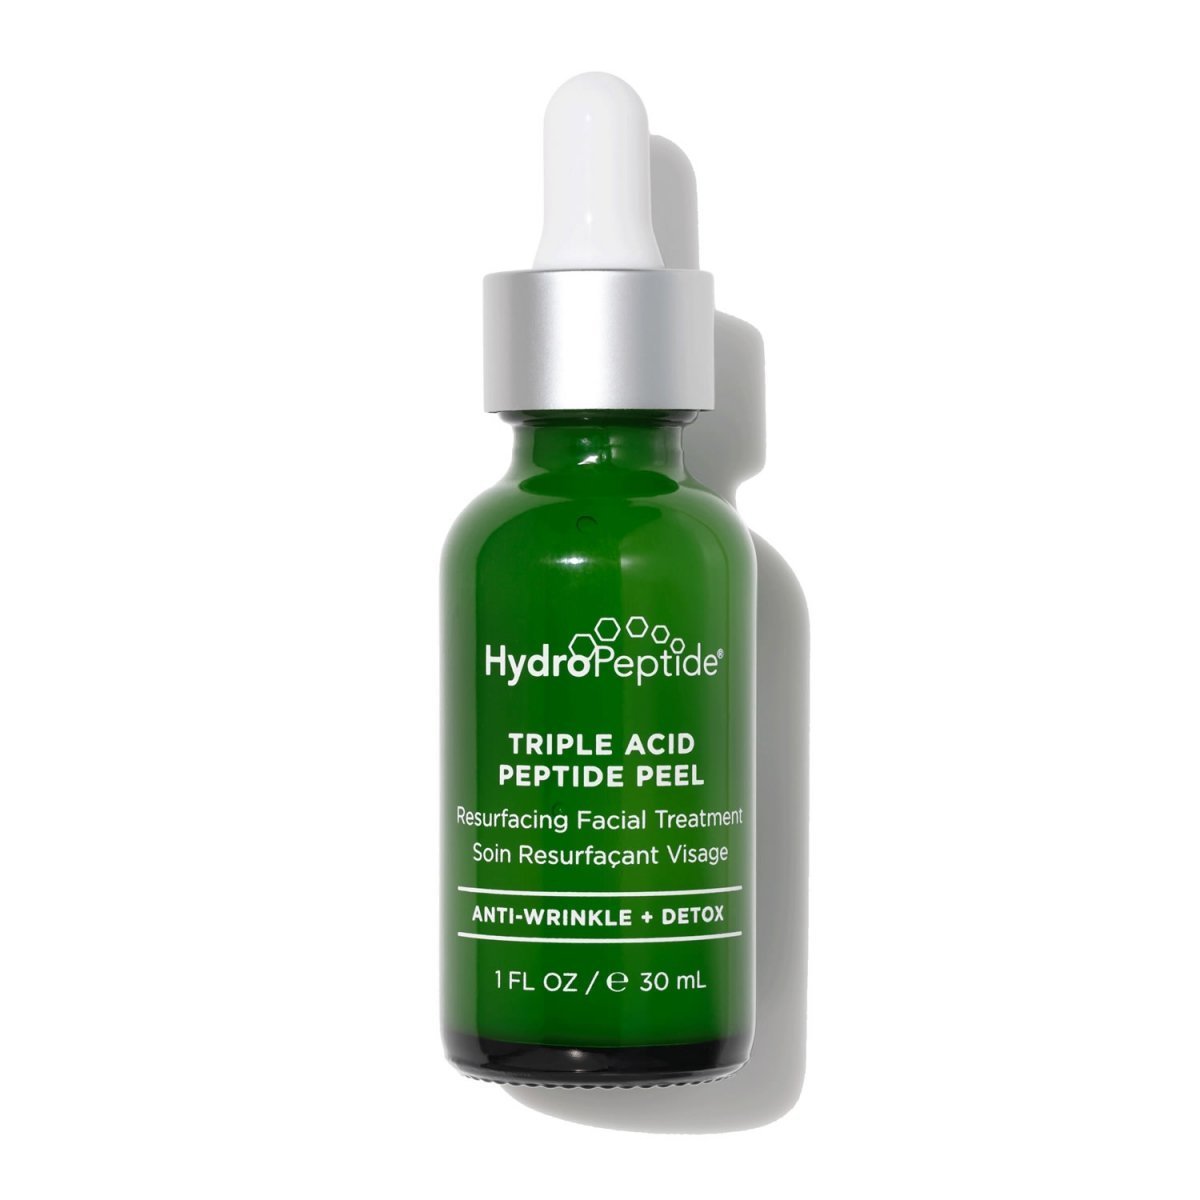 HydroPeptide®
TRIPLE ACID
PEPTIDE PEEL
Resurfacing Facial Treatment
Soin Resurfaçant Visage
ANTI-WRINKLE + DETOX
1 FL OZ / ℮ 30 mL